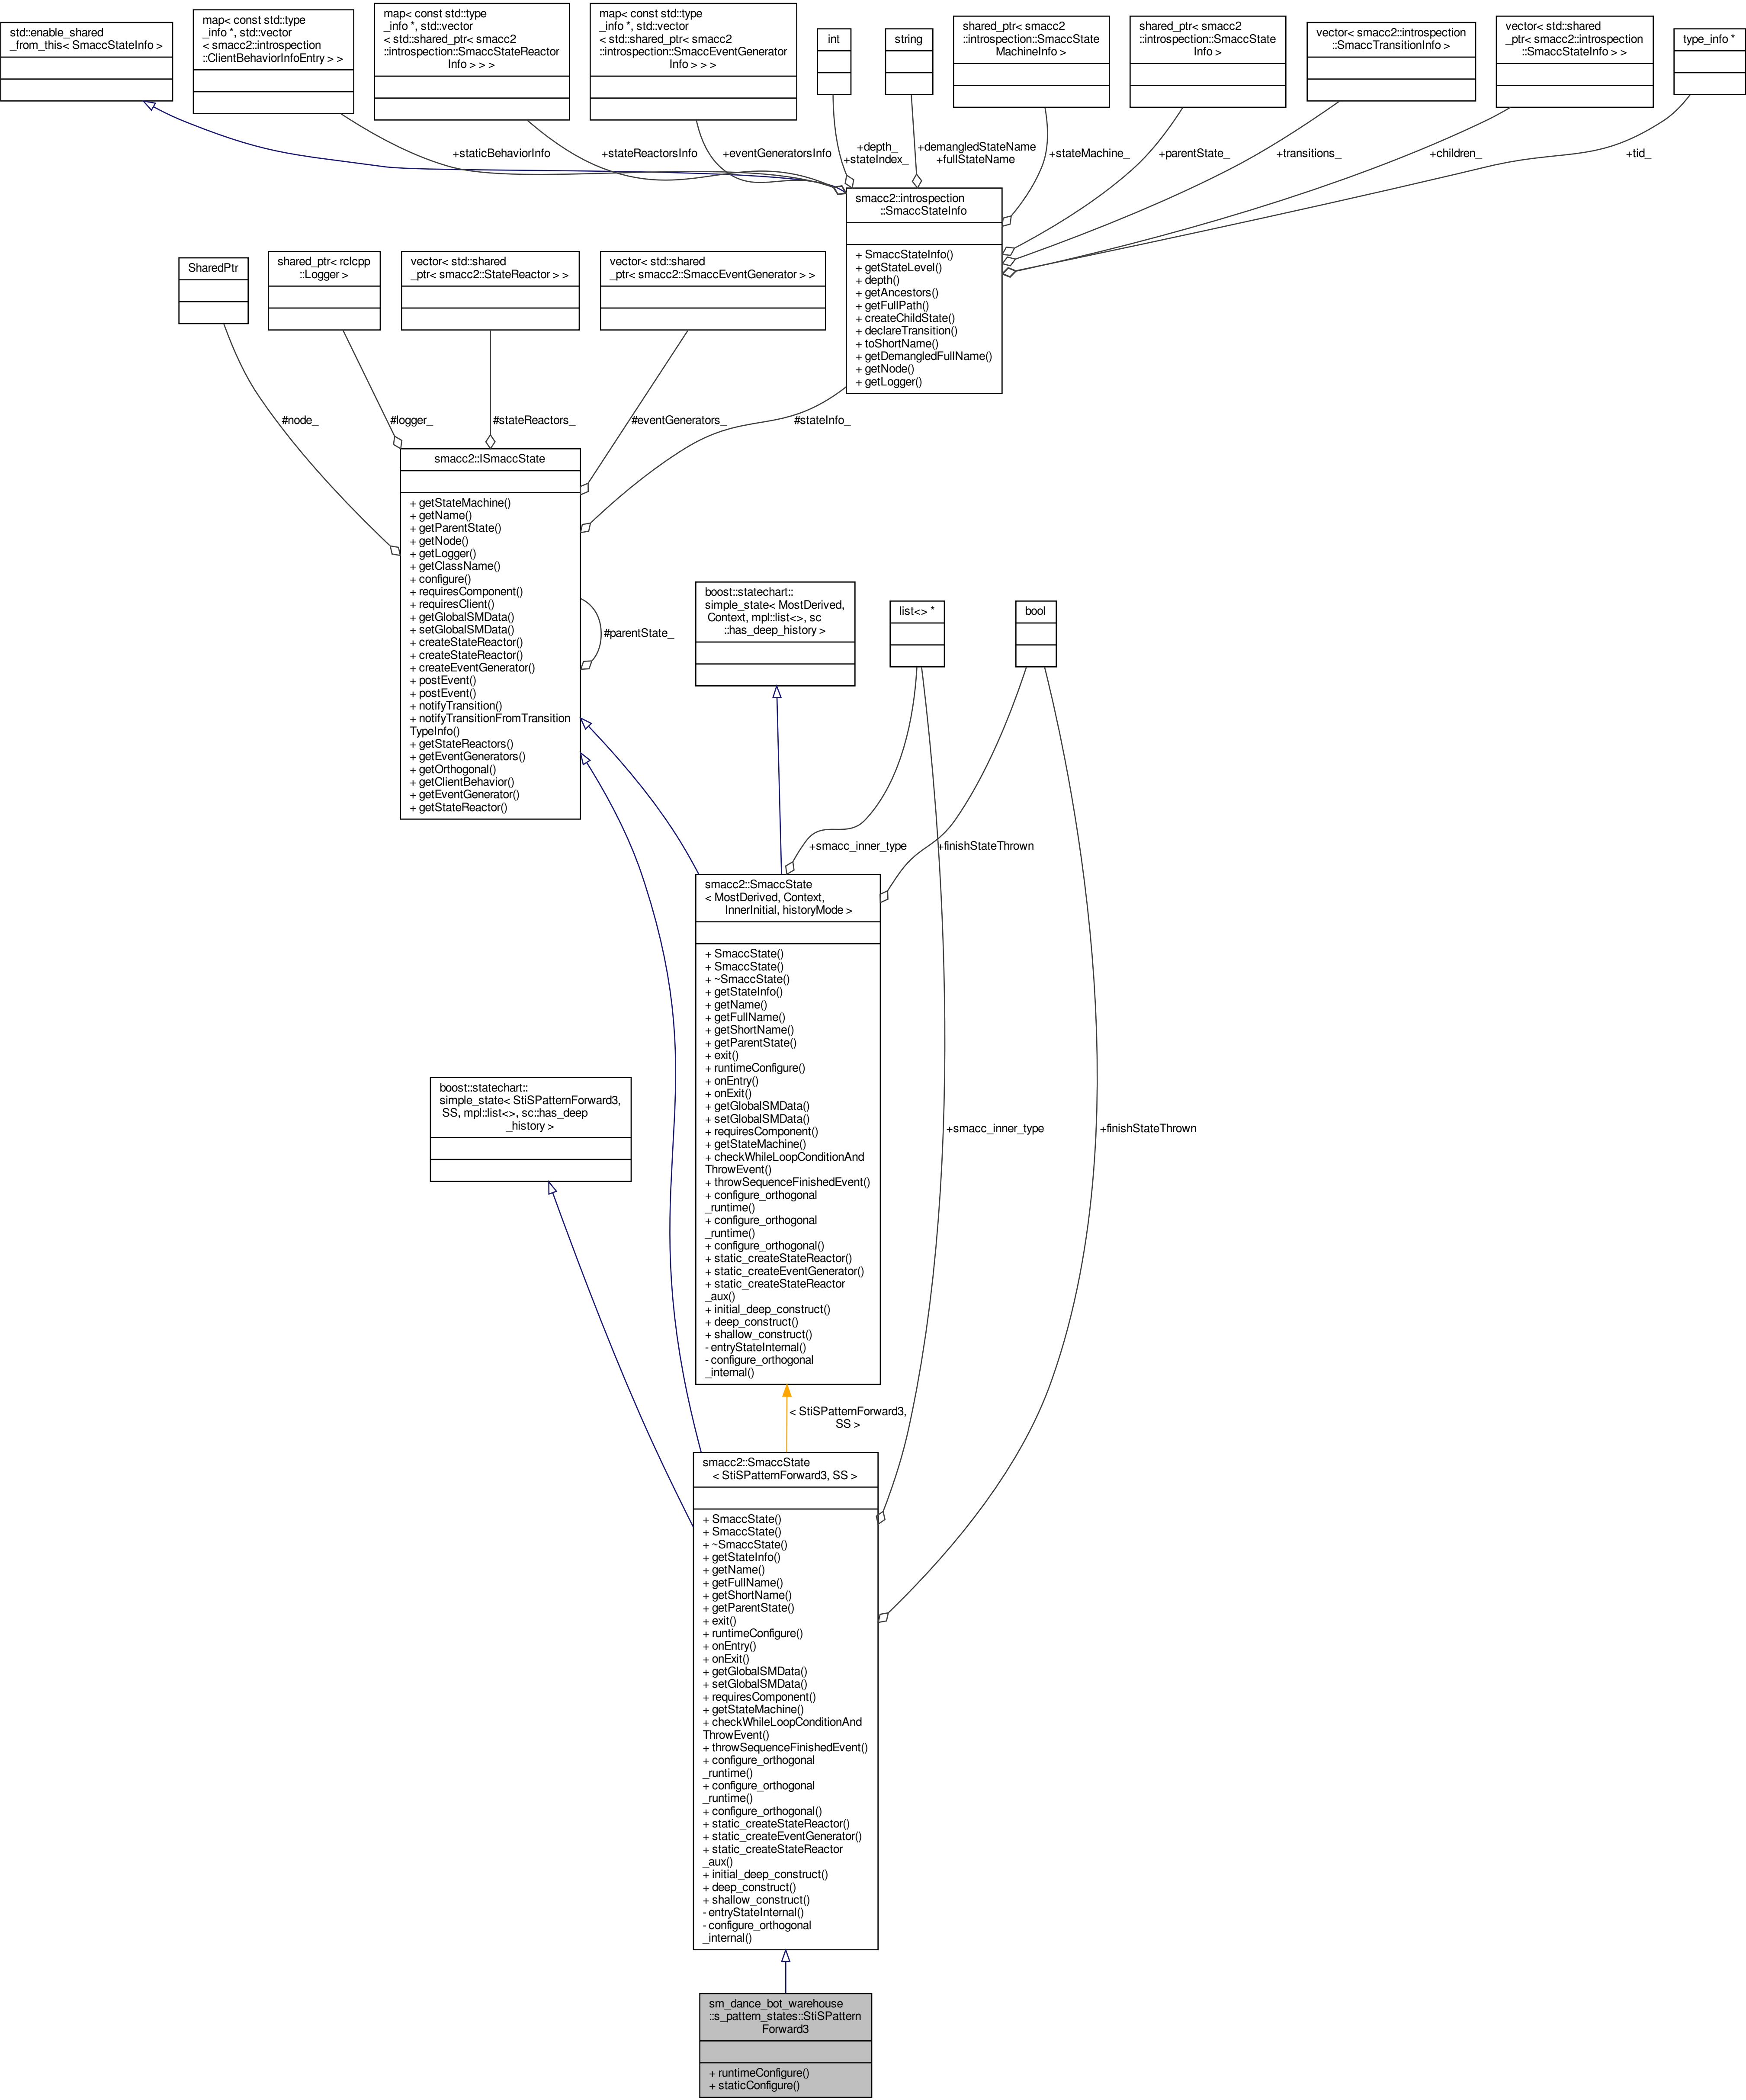 std::enable_shared
_from_this< SmaccStateInfo >
map< const std::type
_info *, std::vector
< smacc2::introspection
::ClientBehaviorInfoEntry > >
map< const std::type
_info *, std::vector
< std::shared_ptr< smacc2
::introspection::SmaccStateReactor
Info > > >
map< const std::type
_info *, std::vector
< std::shared_ptr< smacc2
::introspection::SmaccEventGenerator
Info > > >
int
string
shared_ptr< smacc2
::introspection::SmaccState
MachineInfo >
shared_ptr< smacc2
::introspection::SmaccState
Info >
vector< smacc2::introspection
::SmaccTransitionInfo >
vector< std::shared
_ptr< smacc2::introspection
::SmaccStateInfo > >
type_info *
+staticBehaviorInfo
+stateReactorsInfo
+eventGeneratorsInfo
+depth_
+stateIndex_
+demangledStateName
+fullStateName
+stateMachine_
+parentState_
+transitions_
+children_
+tid_
smacc2::introspection
::SmaccStateInfo
+ SmaccStateInfo()
+ getStateLevel()
+ depth()
+ getAncestors()
+ getFullPath()
+ createChildState()
+ declareTransition()
+ toShortName()
+ getDemangledFullName()
+ getNode()
+ getLogger()
SharedPtr
shared_ptr< rclcpp
::Logger >
vector< std::shared
_ptr< smacc2::StateReactor > >
vector< std::shared
_ptr< smacc2::SmaccEventGenerator > >
#node_
#logger_
#stateReactors_
#eventGenerators_
#stateInfo_
smacc2::ISmaccState
+ getStateMachine()
+ getName()
+ getParentState()
+ getNode()
+ getLogger()
+ getClassName()
+ configure()
+ requiresComponent()
+ requiresClient()
+ getGlobalSMData()
+ setGlobalSMData()
+ createStateReactor()
+ createStateReactor()
+ createEventGenerator()
+ postEvent()
+ postEvent()
+ notifyTransition()
+ notifyTransitionFromTransition
TypeInfo()
+ getStateReactors()
+ getEventGenerators()
+ getOrthogonal()
+ getClientBehavior()
+ getEventGenerator()
+ getStateReactor()
#parentState_
boost::statechart::
simple_state< MostDerived,
Context, mpl::list<>, sc
::has_deep_history >
list<> *
bool
+smacc_inner_type
+finishStateThrown
smacc2::SmaccState
< MostDerived, Context,
InnerInitial, historyMode >
+ SmaccState()
+ SmaccState()
+ ~SmaccState()
+ getStateInfo()
+ getName()
+ getFullName()
+ getShortName()
+ getParentState()
+ exit()
+ runtimeConfigure()
+ onEntry()
+ onExit()
+ getGlobalSMData()
+ setGlobalSMData()
+ requiresComponent()
+ getStateMachine()
+ checkWhileLoopConditionAnd
ThrowEvent()
+ throwSequenceFinishedEvent()
+ configure_orthogonal
_runtime()
+ configure_orthogonal
_runtime()
+ configure_orthogonal()
+ static_createStateReactor()
+ static_createEventGenerator()
+ static_createStateReactor
_aux()
+ initial_deep_construct()
+ deep_construct()
+ shallow_construct()
- entryStateInternal()
- configure_orthogonal
_internal()
boost::statechart::
simple_state< StiSPatternForward3,
SS, mpl::list<>, sc::has_deep
_history >
+smacc_inner_type
+finishStateThrown
< StiSPatternForward3,
SS >
smacc2::SmaccState
< StiSPatternForward3, SS >
+ SmaccState()
+ SmaccState()
+ ~SmaccState()
+ getStateInfo()
+ getName()
+ getFullName()
+ getShortName()
+ getParentState()
+ exit()
+ runtimeConfigure()
+ onEntry()
+ onExit()
+ getGlobalSMData()
+ setGlobalSMData()
+ requiresComponent()
+ getStateMachine()
+ checkWhileLoopConditionAnd
ThrowEvent()
+ throwSequenceFinishedEvent()
+ configure_orthogonal
_runtime()
+ configure_orthogonal
_runtime()
+ configure_orthogonal()
+ static_createStateReactor()
+ static_createEventGenerator()
+ static_createStateReactor
_aux()
+ initial_deep_construct()
+ deep_construct()
+ shallow_construct()
- entryStateInternal()
- configure_orthogonal
_internal()
sm_dance_bot_warehouse
::s_pattern_states::StiSPattern
Forward3
+ runtimeConfigure()
+ staticConfigure()